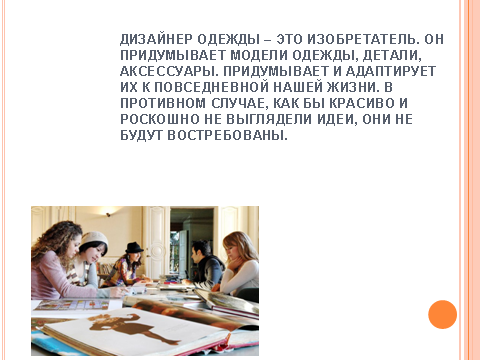 ДИЗАЙНЕР ОДЕЖДЫ – ЭТО ИЗОБРЕТАТЕЛЬ. ОН
ПРИДУМЫВАЕТ МОДЕЛИ ОДЕЖДЫ, ДЕТАЛИ,
АКСЕССУАРЫ. ПРИДУМЫВАЕТ И АДАПТИРУЕТ
ИХ К ПОВСЕДНЕВНОЙ НАШЕЙ ЖИЗНИ. В
ПРОТИВНОМ СЛУЧАЕ, КАК БЫ КРАСИВО И
РОСКОШНО НЕ ВЫГЛЯДЕЛИ ИДЕИ, ОНИ НЕ
БУДУТ ВОСТРЕБОВАНЫ.